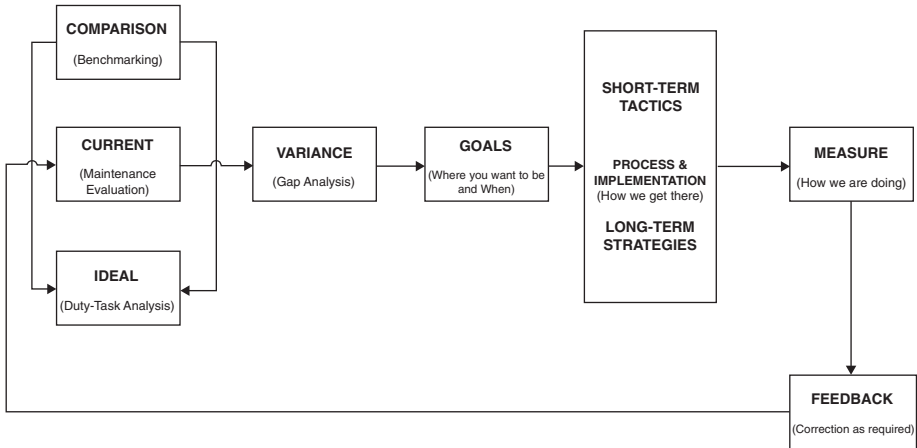 COMPARISON
(Benchmarking)
CURRENT
(Maintenance
Evaluation)
IDEAL
(Duty-Task Analysis)
VARIANCE
(Gap Analysis)
GOALS
(Where you want to be
and When)
SHORT-TERM
TACTICS
PROCESS &
IMPLEMENTATION
(How we get there)
LONG-TERM
STRATEGIES
MEASURE
(How we are doing)
FEEDBACK
(Correction as required)